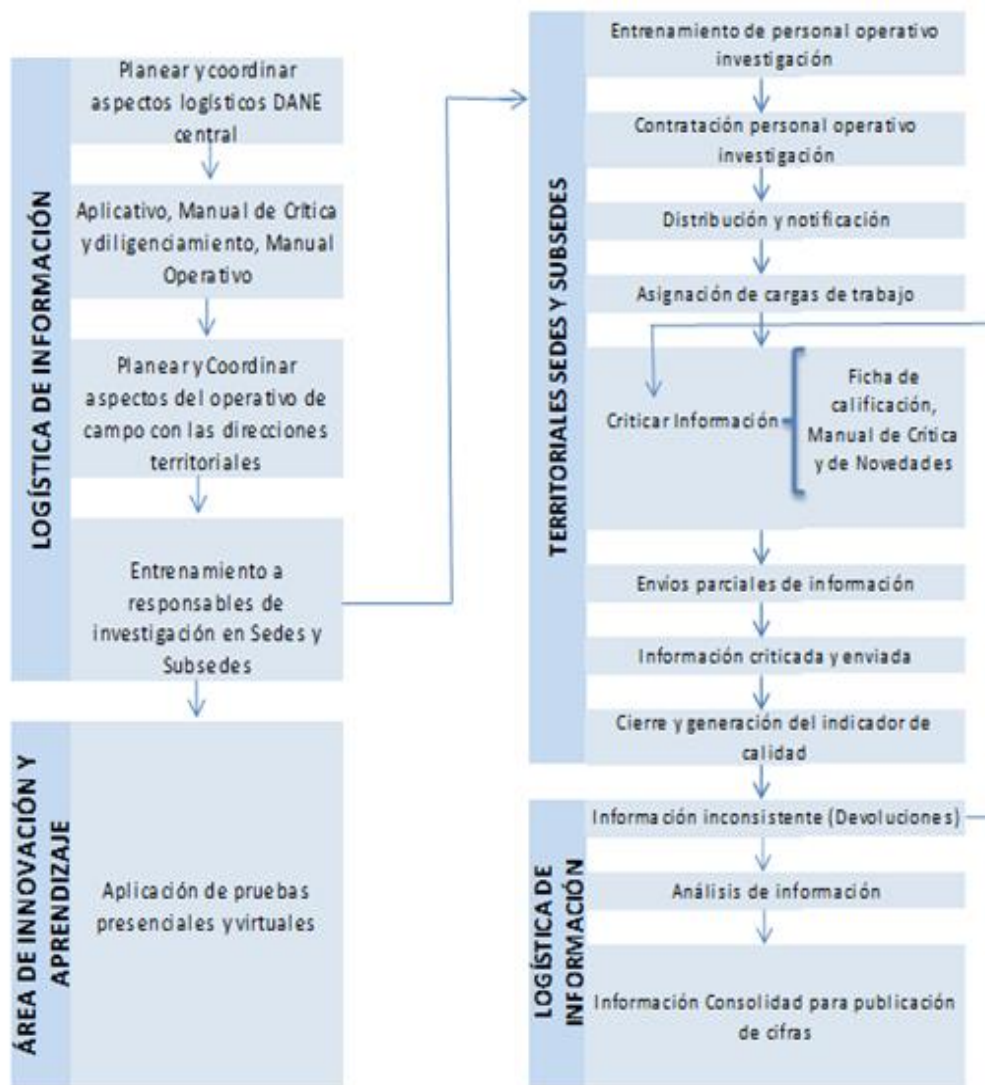 LOGÍSTICA DE INFORMACIÓN
Planear y coordinar
aspectos logísticos DANE
central
Aplicativo, Manual de Crítica
y diligenciamiento, Manual
Operativo
Planear y Coordinar
aspectos del operativo de
campo con las direcciones
territoriales
Entrenamiento a
responsables de
investigación en Sedes y
Subsedes
ÁREA DE INNOVACIÓN Y
APRENDIZAJE
Aplicación de pruebas
presenciales y virtuales
TERRITORIALES SEDES Y SUBSEDES
Entrenamiento de personal operativo
investigación
Contratación personal operativo
investigación
Distribución y notificación
Asignación de cargas de trabajo
Criticar Información
Ficha de
calificación,
Manual de Crítica
y de Novedades
Envíos parciales de información
Información criticada y enviada
Cierre y generación del indicador de
calidad
LOGÍSTICA DE
INFORMACIÓN
Información inconsistente (Devoluciones)
Análisis de información
Información Consolidad para publicación
de cifras